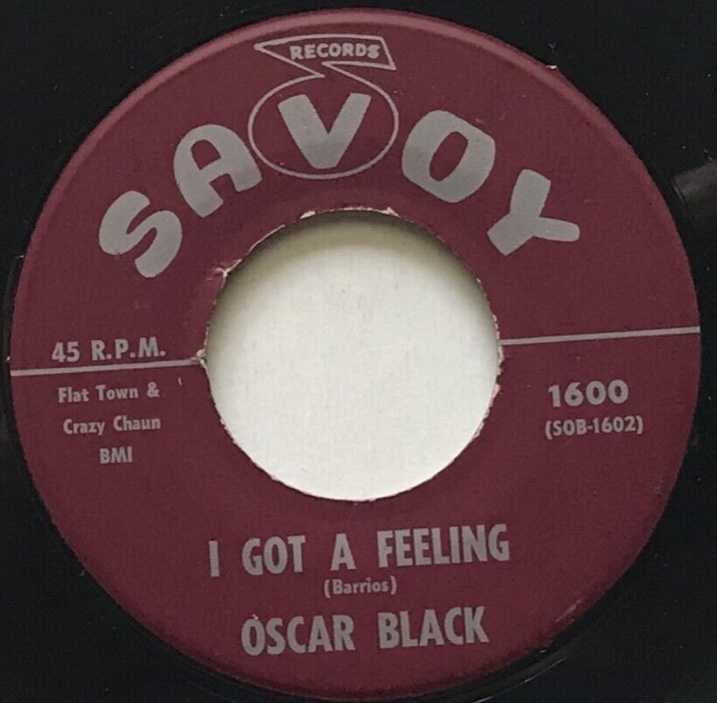 RECORDS
SAVOY
45 R.P.M.
Flat Town &
Crazy Chaun
BMI
1600
(SOB-1602)
I GOT A FEELING
(Barrios)
OSCAR BLACK